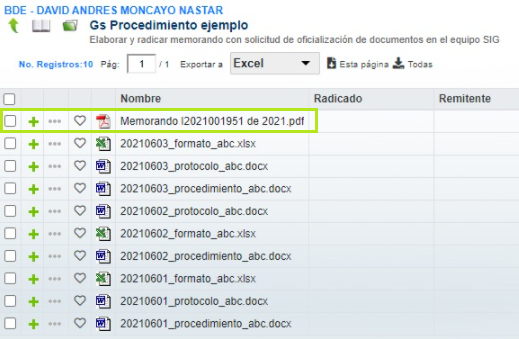 BDE - DAVID ANDRES MONCAYO NASTAR
Gs Procedimiento ejemplo
Elaborar y radicar memorando con solicitud de oficialización de documentos en el equipo SIG
No. Registros:10 Pág: 1 / 1 Exportar a Excel Esta página Todas
Nombre Radicado Remitente
Memorando I2021001951 de 2021.pdf
20210603_formato_abc.xlsx
20210603_protocolo_abc.docx
20210603_procedimiento_abc.docx
20210602_protocolo_abc.docx
20210602_formato_abc.xlsx
20210602_procedimiento_abc.docx
20210601_formato_abc.xlsx
20210601_protocolo_abc.docx
20210601_procedimiento_abc.docx